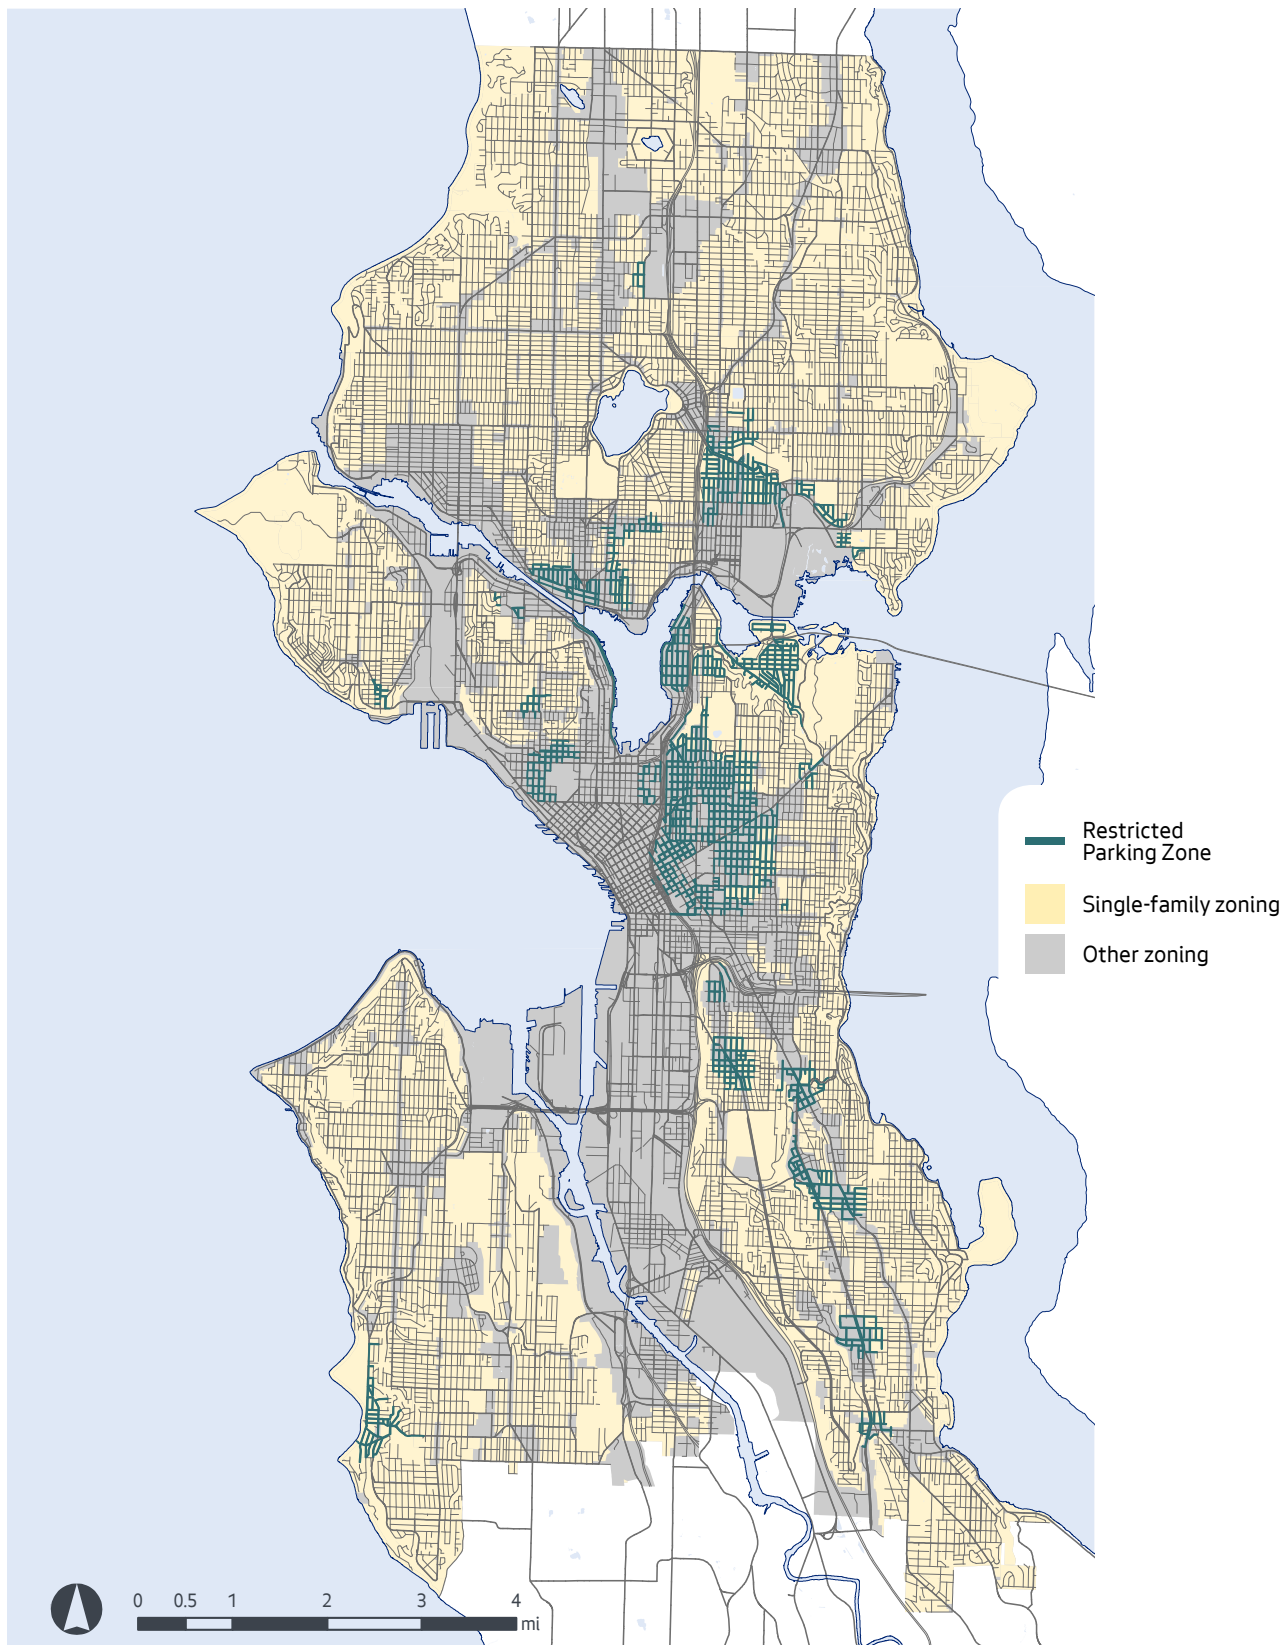 Restricted
Parking Zone
Single-family zoning
Other zoning
0 0.5 1 2 3 4
mi